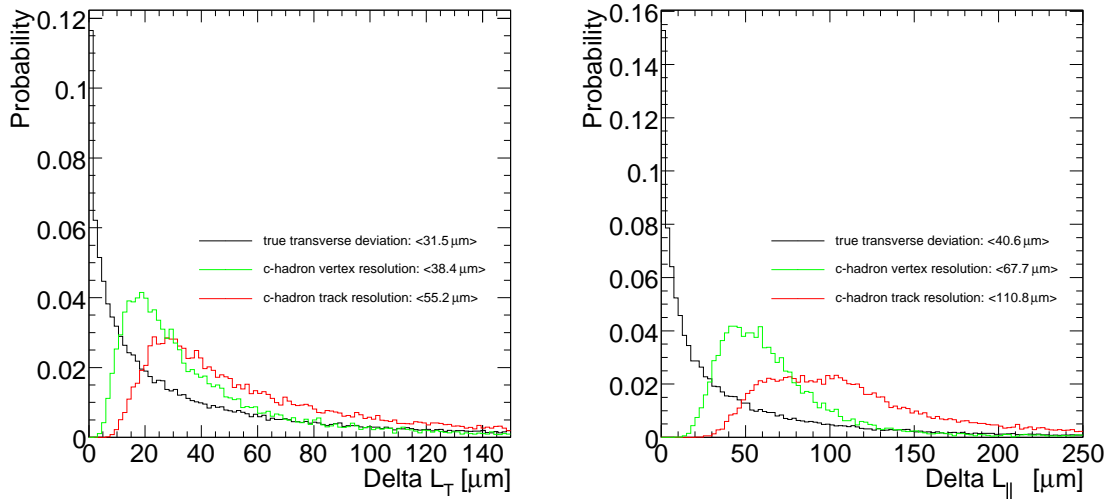 Probability
0.12
0.1
0.08
0.06
0.04
0.02
0
true transverse deviation: <31.5 μm>
c-hadron vertex resolution: <38.4 μm>
c-hadron track resolution: <55.2 μm>
0 20 40 60 80 100 120 140
Delta L_T [μm]
Probability
0.16
0.14
0.12
0.1
0.08
0.06
0.04
0.02
0
true transverse deviation: <40.6 μm>
c-hadron vertex resolution: <67.7 μm>
c-hadron track resolution: <110.8 μm>
0 50 100 150 200 250
Delta L_|| [μm]